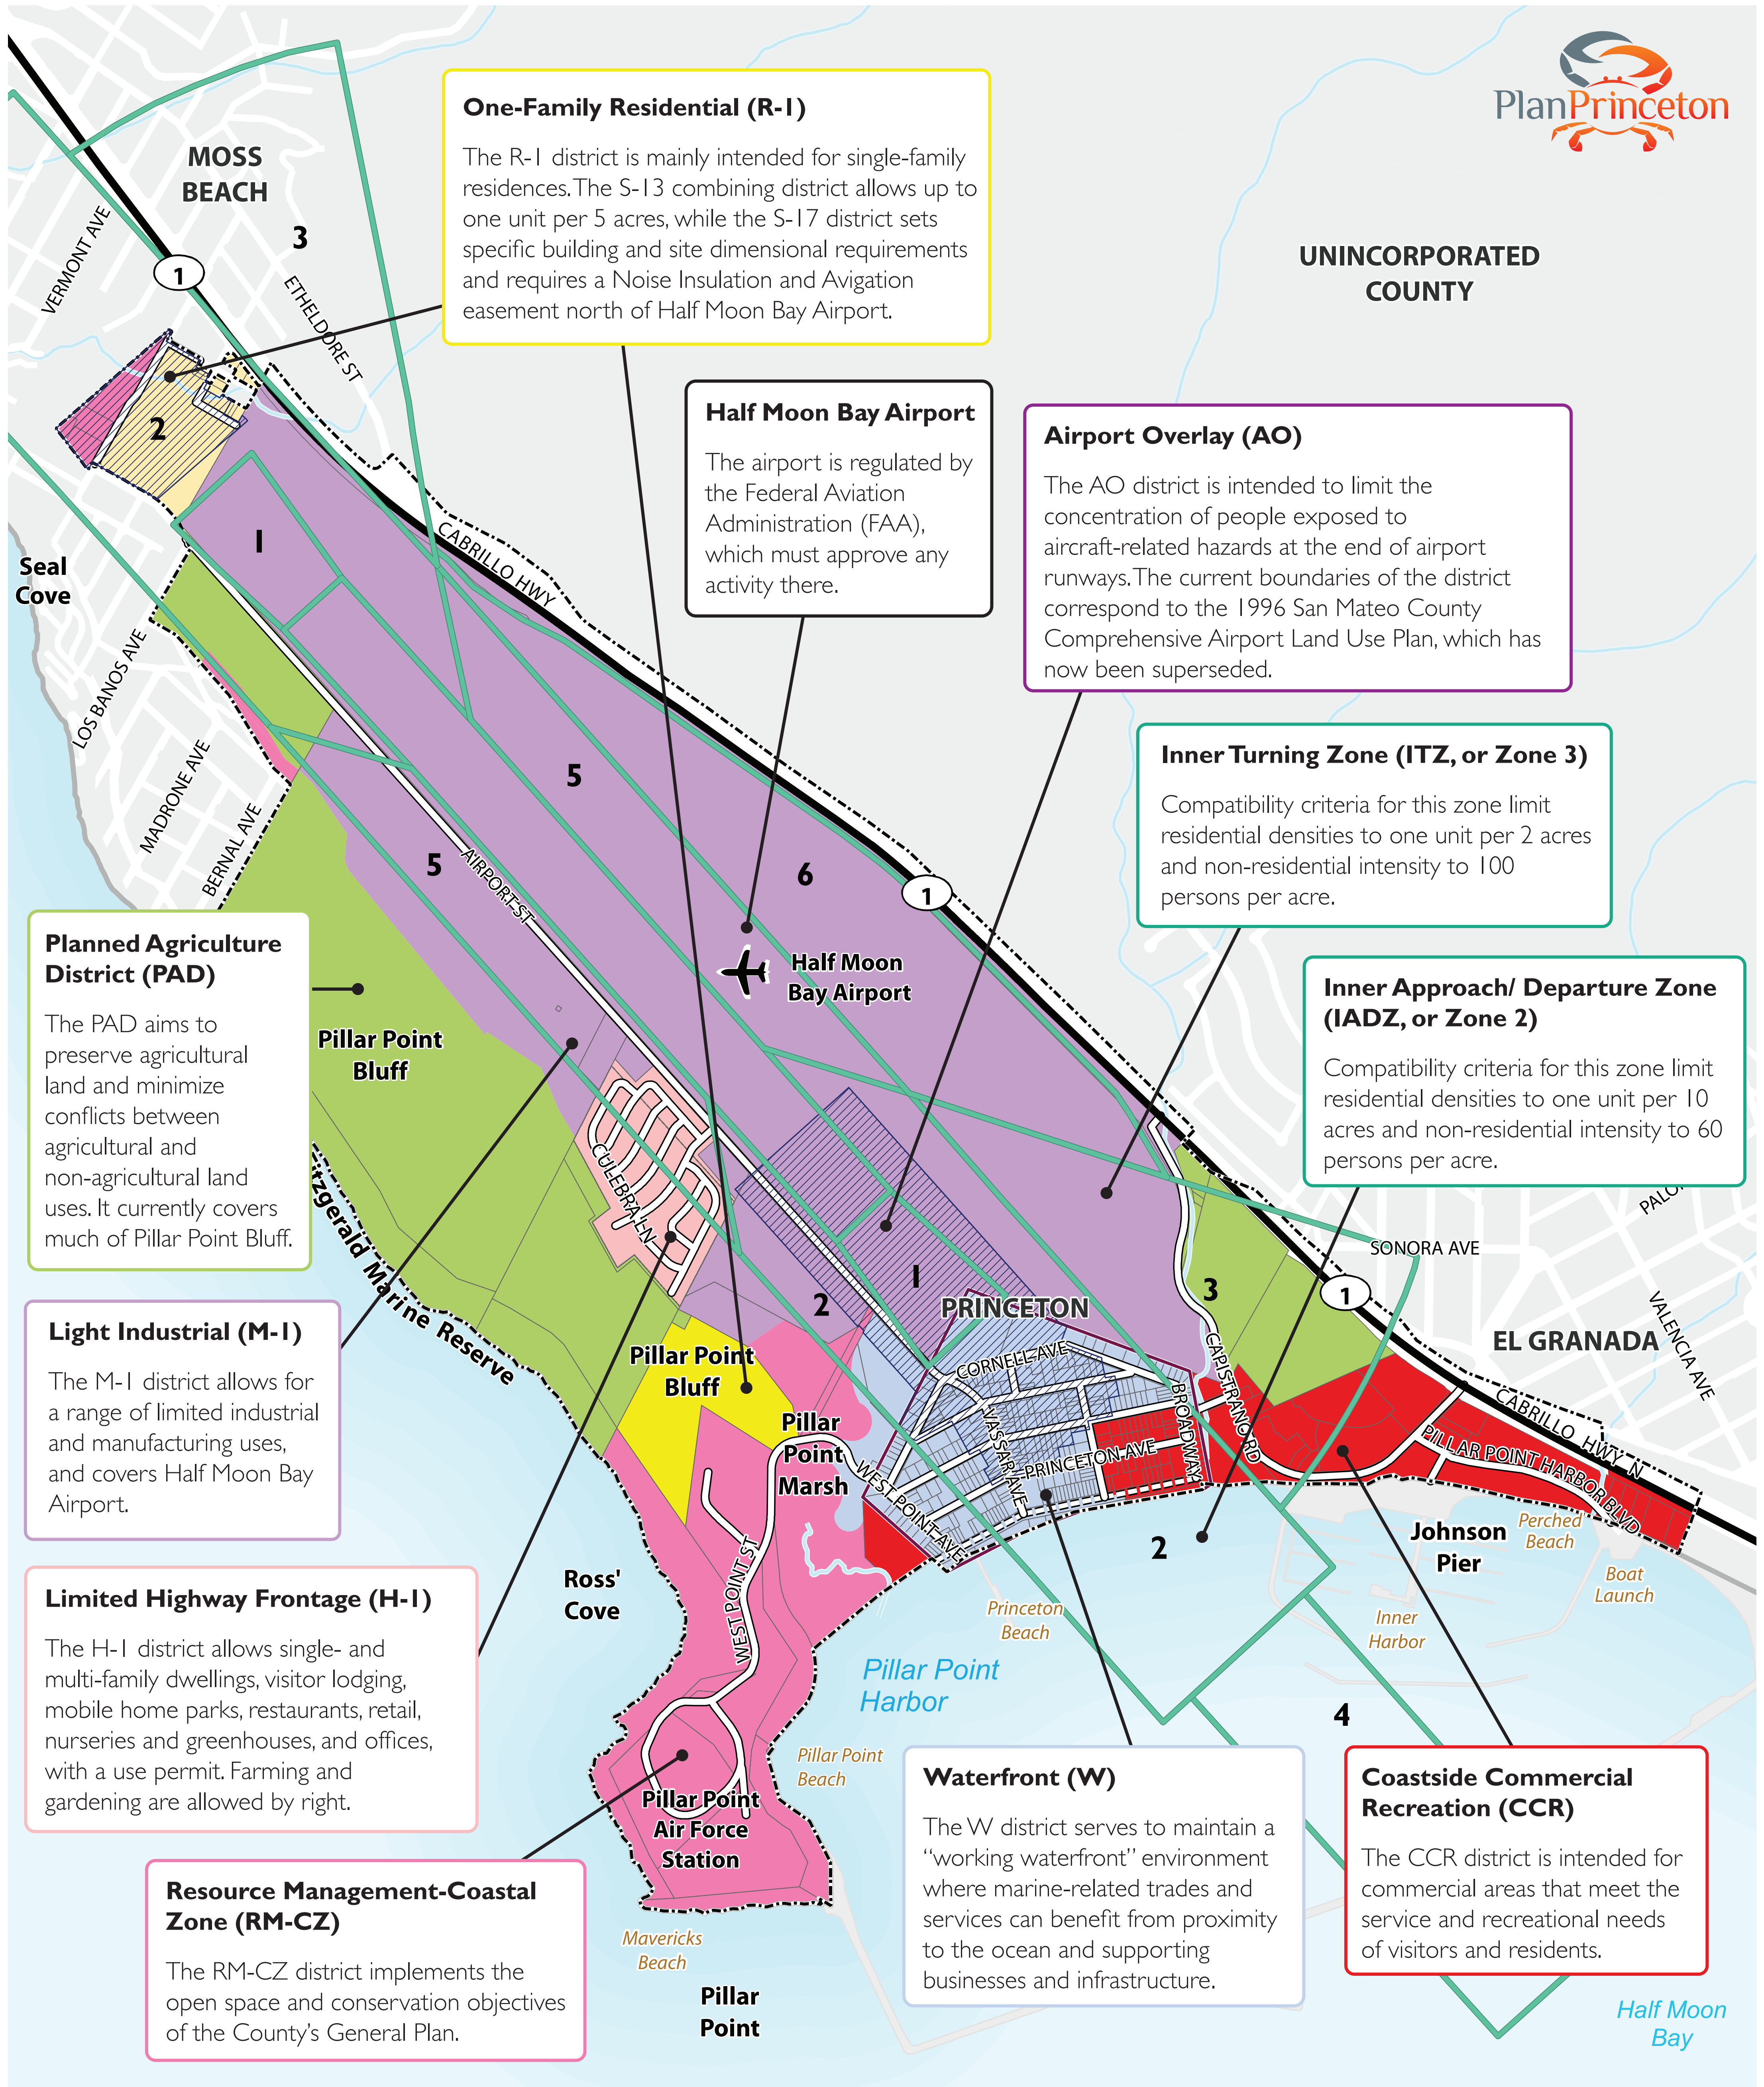 PlanPrinceton
MOSS
BEACH
3
VERMONT AVE
1
ETHELDORE ST
One-Family Residential (R-1)
The R-1 district is mainly intended for single-family
residences. The S-13 combining district allows up to
one unit per 5 acres, while the S-17 district sets
specific building and site dimensional requirements
and requires a Noise Insulation and Avigation
easement north of Half Moon Bay Airport.
UNINCORPORATED
COUNTY
2
Half Moon Bay Airport
The airport is regulated by
the Federal Aviation
Administration (FAA),
which must approve any
activity there.
Airport Overlay (AO)
The AO district is intended to limit the
concentration of people exposed to
aircraft-related hazards at the end of airport
runways. The current boundaries of the district
correspond to the 1996 San Mateo County
Comprehensive Airport Land Use Plan, which has
now been superseded.
Seal
Cove
1
CABRILLO HWY
LOS BANOS AVE
MADRONE AVE
BERNAL AVE
5
5
AIRPORT ST
6
1
Inner Turning Zone (ITZ, or Zone 3)
Compatibility criteria for this zone limit
residential densities to one unit per 2 acres
and non-residential intensity to 100
persons per acre.
Half Moon
Bay Airport
Planned Agriculture
District (PAD)
The PAD aims to
preserve agricultural
land and minimize
conflicts between
agricultural and
non-agricultural land
uses. It currently covers
much of Pillar Point Bluff.
Pillar Point
Bluff
Inner Approach/ Departure Zone
(IADZ, or Zone 2)
Compatibility criteria for this zone limit
residential densities to one unit per 10
acres and non-residential intensity to 60
persons per acre.
CULEBRA LN
tzgerald Marine Reserve
SONORA AVE
1
3
1
2
PRINCETON
EL GRANADA
VALENCIA AVE
Light Industrial (M-1)
The M-1 district allows for
a range of limited industrial
and manufacturing uses,
and covers Half Moon Bay
Airport.
Pillar Point
Bluff
CORNELL AVE
CAPISTRANO RD
BROADWAY
VASSAR AVE
PRINCETON AVE
WEST POINT AVE
Pillar
Point
Marsh
CABRILLO HWY N
PILLAR POINT HARBOR BLVD
2
Johnson
Pier
Perched
Beach
Boat
Launch
Limited Highway Frontage (H-1)
The H-1 district allows single- and
multi-family dwellings, visitor lodging,
mobile home parks, restaurants, retail,
nurseries and greenhouses, and offices,
with a use permit. Farming and
gardening are allowed by right.
Ross'
Cove
WEST POINT ST
Princeton
Beach
Inner
Harbor
Pillar Point
Harbor
4
Pillar Point
Beach
Pillar Point
Air Force
Station
Waterfront (W)
The W district serves to maintain a
“working waterfront” environment
where marine-related trades and
services can benefit from proximity
to the ocean and supporting
businesses and infrastructure.
Coastside Commercial
Recreation (CCR)
The CCR district is intended for
commercial areas that meet the
service and recreational needs
of visitors and residents.
Resource Management-Coastal
Zone (RM-CZ)
The RM-CZ district implements the
open space and conservation objectives
of the County’s General Plan.
Mavericks
Beach
Pillar
Point
Half Moon
Bay